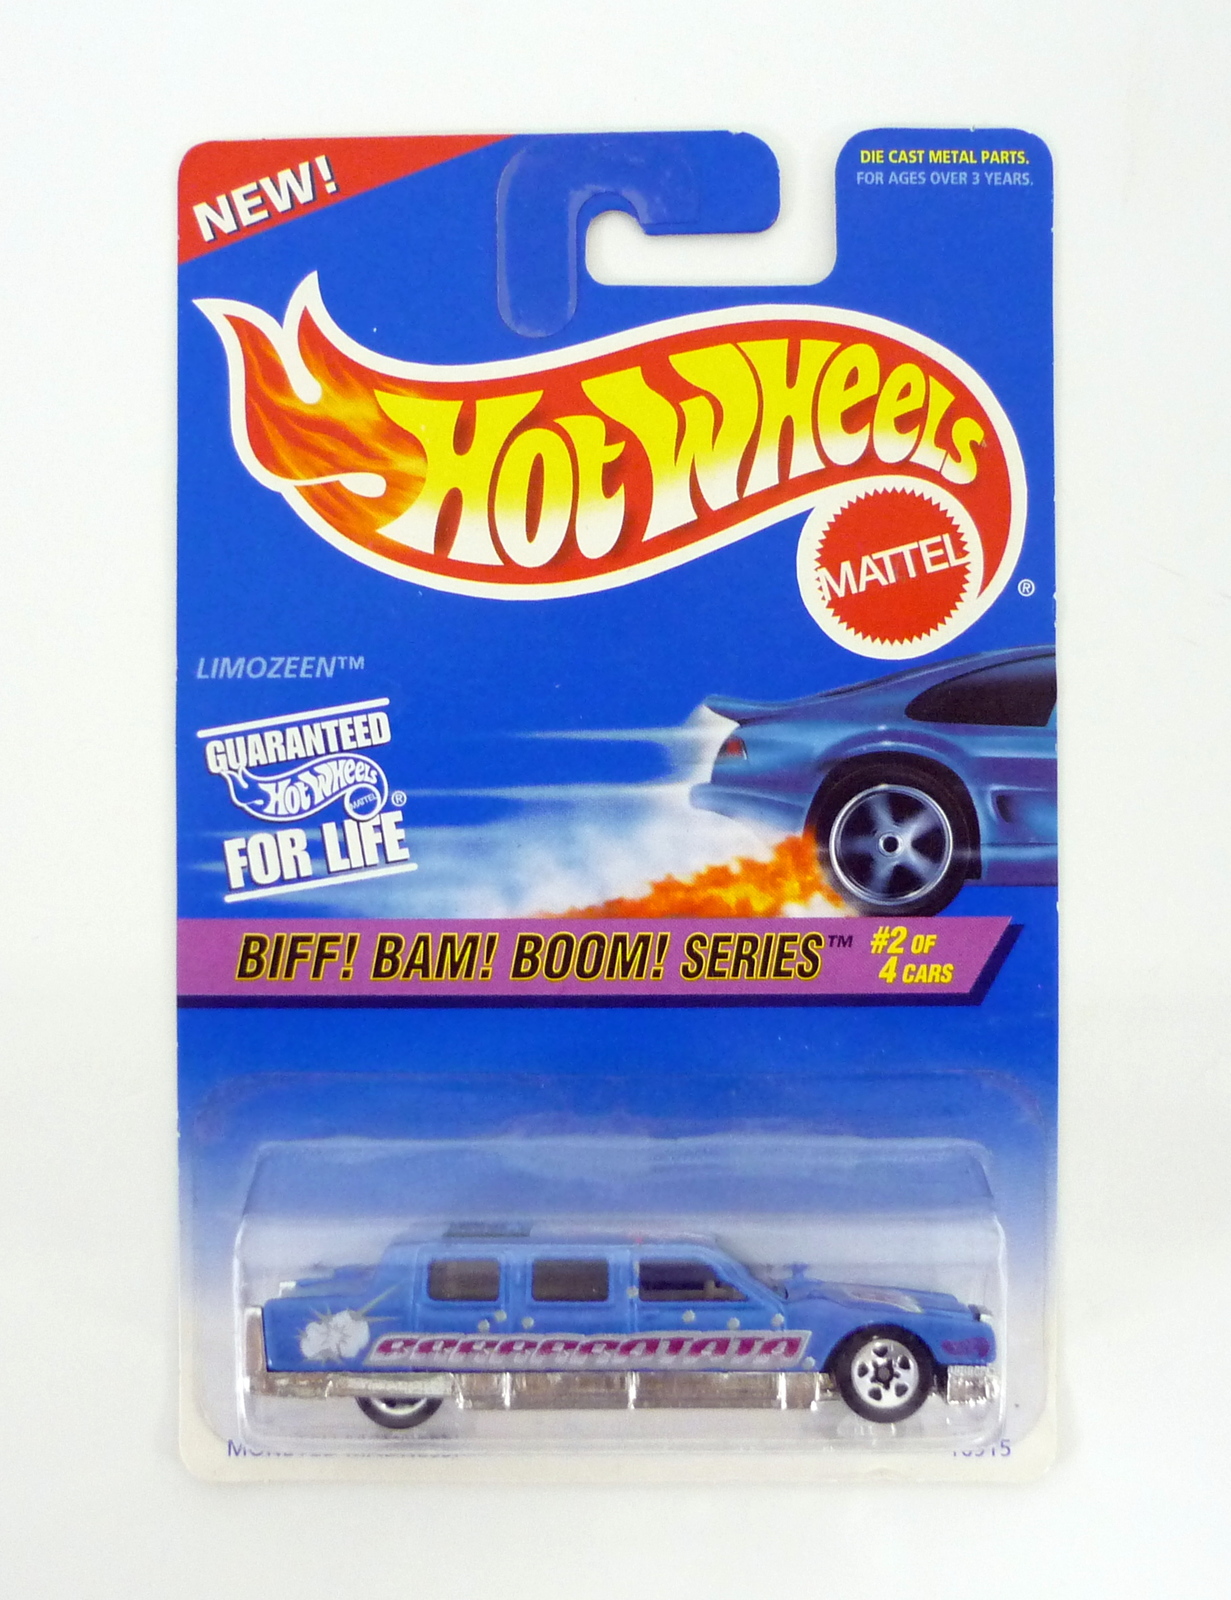 NEW!
DIE CAST METAL PARTS.
FOR AGES OVER 3 YEARS.
HOT WHEELS
MATTEL
®
LIMOZEEN™
GUARANTEED
HOT WHEELS
MATTEL ®
FOR LIFE
BIFF! BAM! BOOM! SERIES™ #2 OF
4 CARS